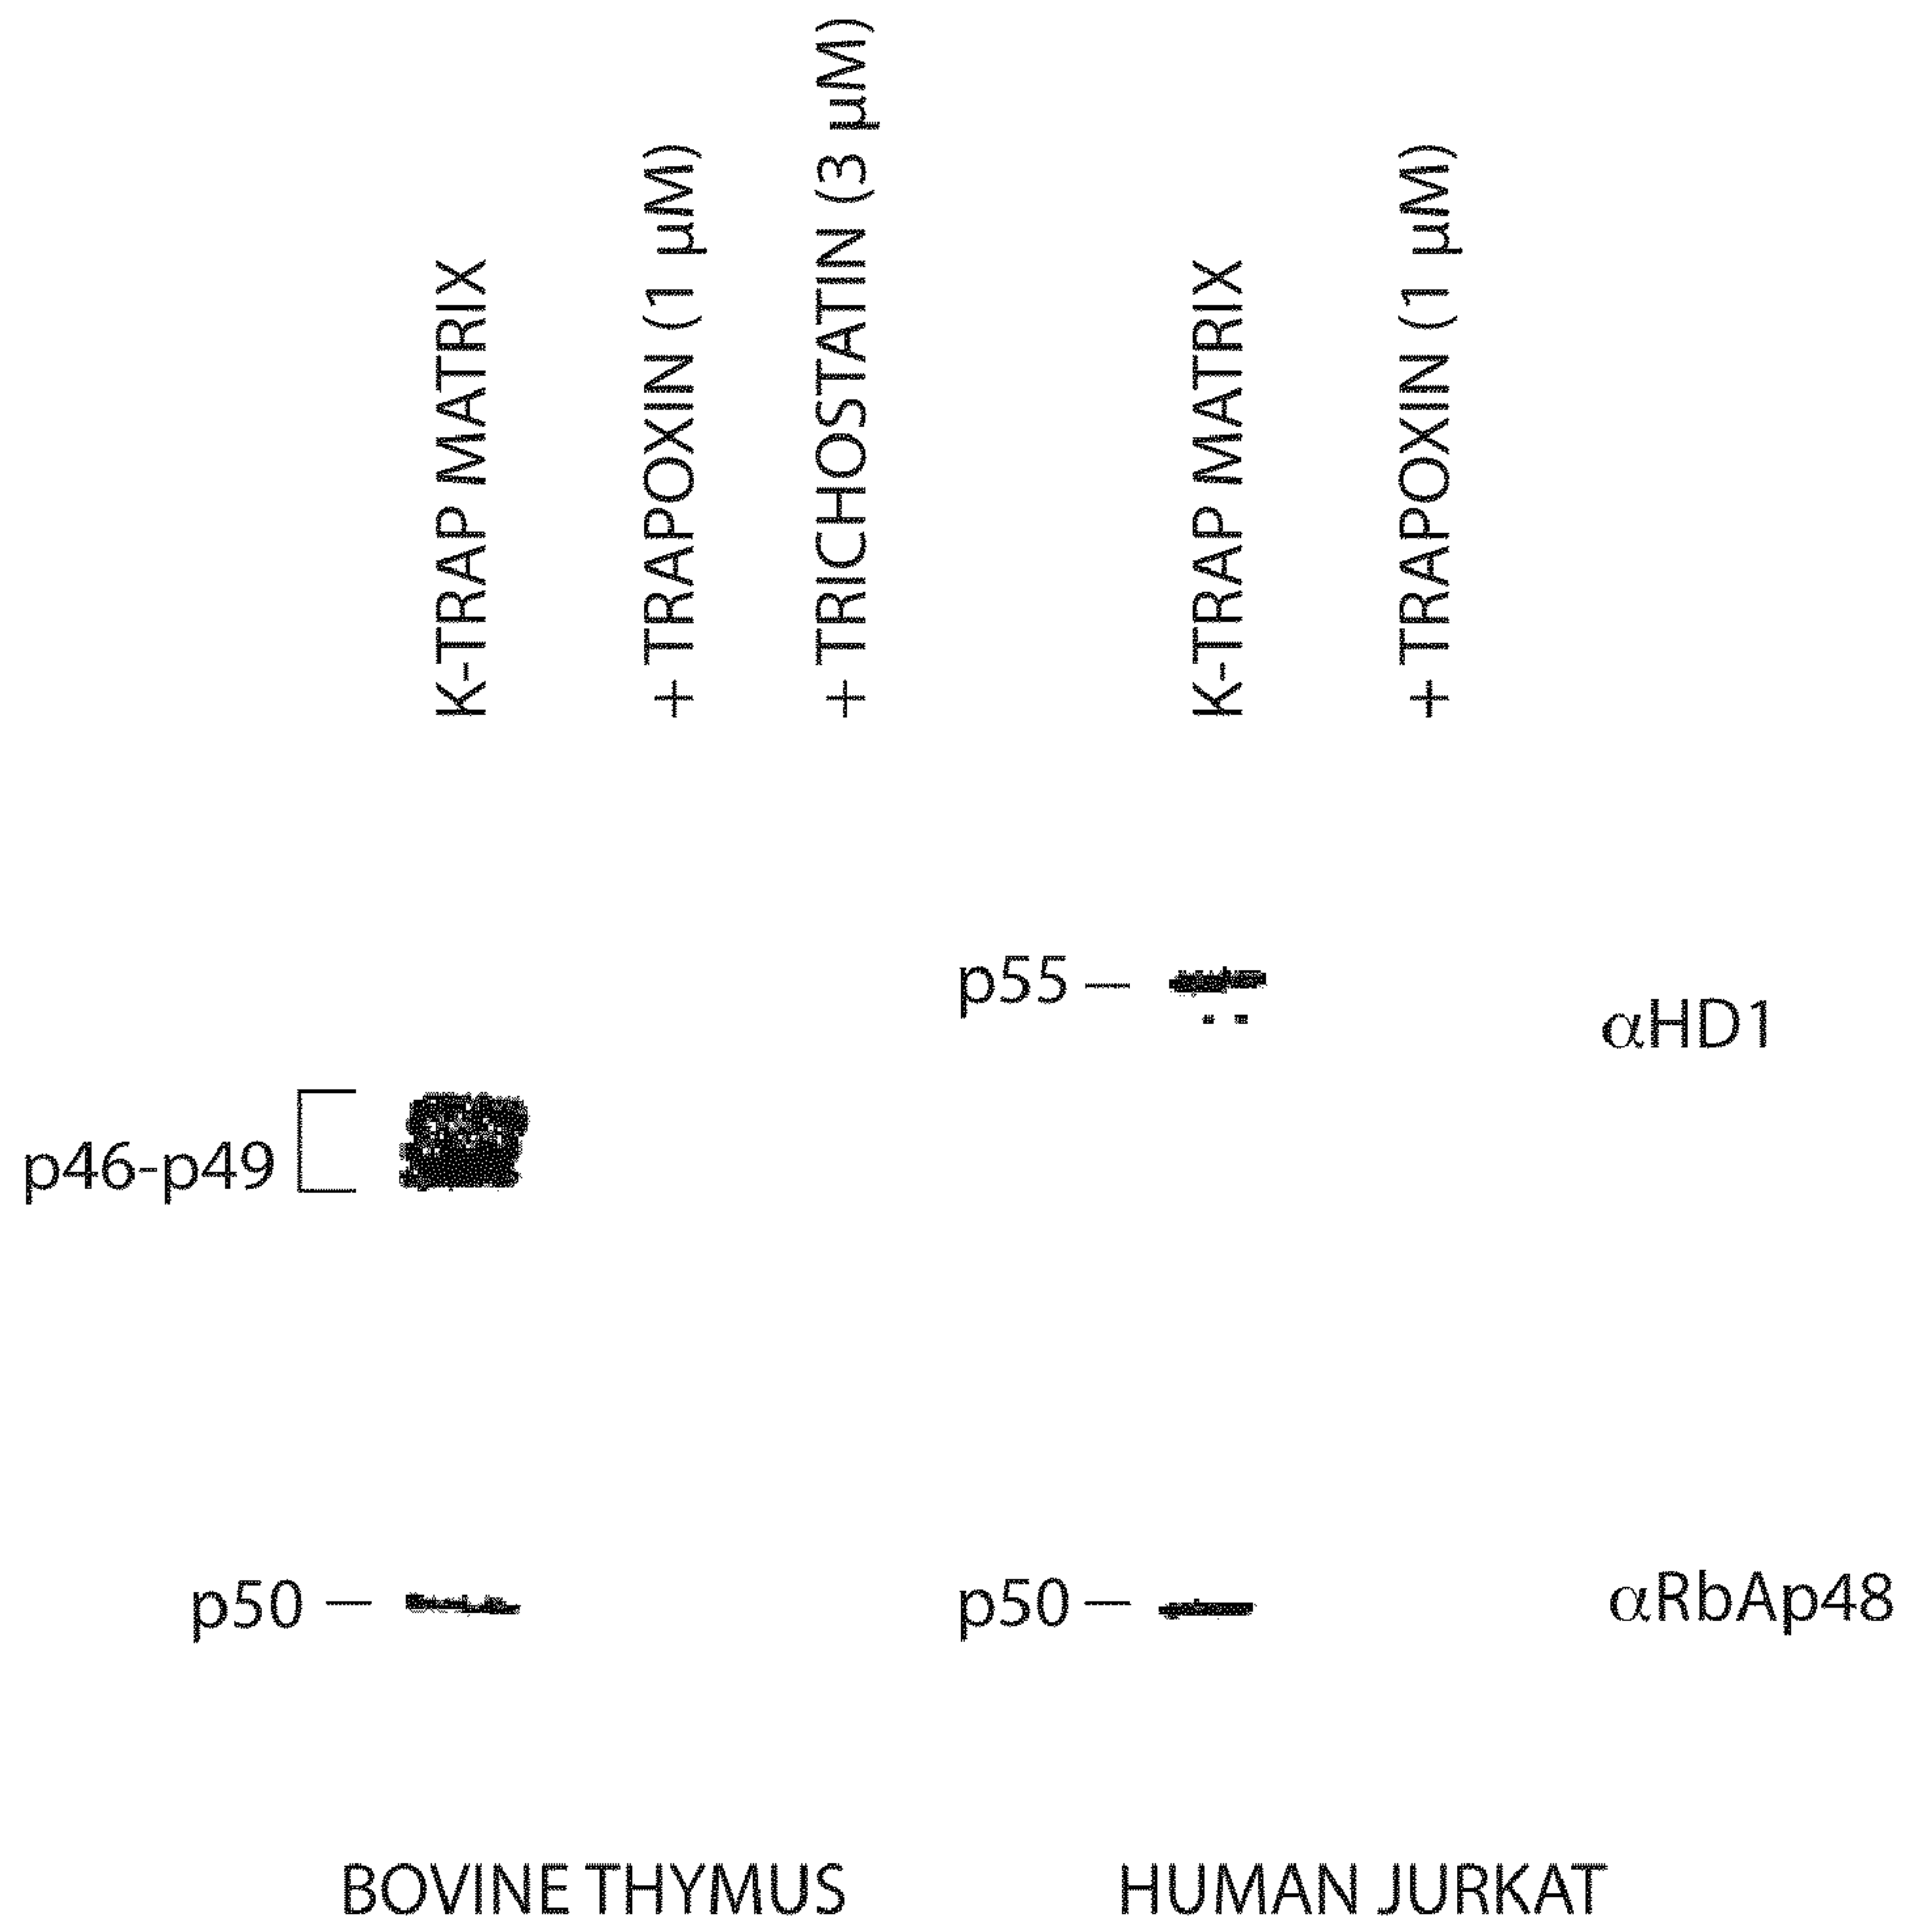 K-TRAP MATRIX
+ TRAPOXIN (1 µM)
+ TRICHOSTATIN (3 µM)
K-TRAP MATRIX
+ TRAPOXIN (1 µM)
p55
αHD1
p46-p49
p50
p50
αRbAp48
BOVINE THYMUS
HUMAN JURKAT